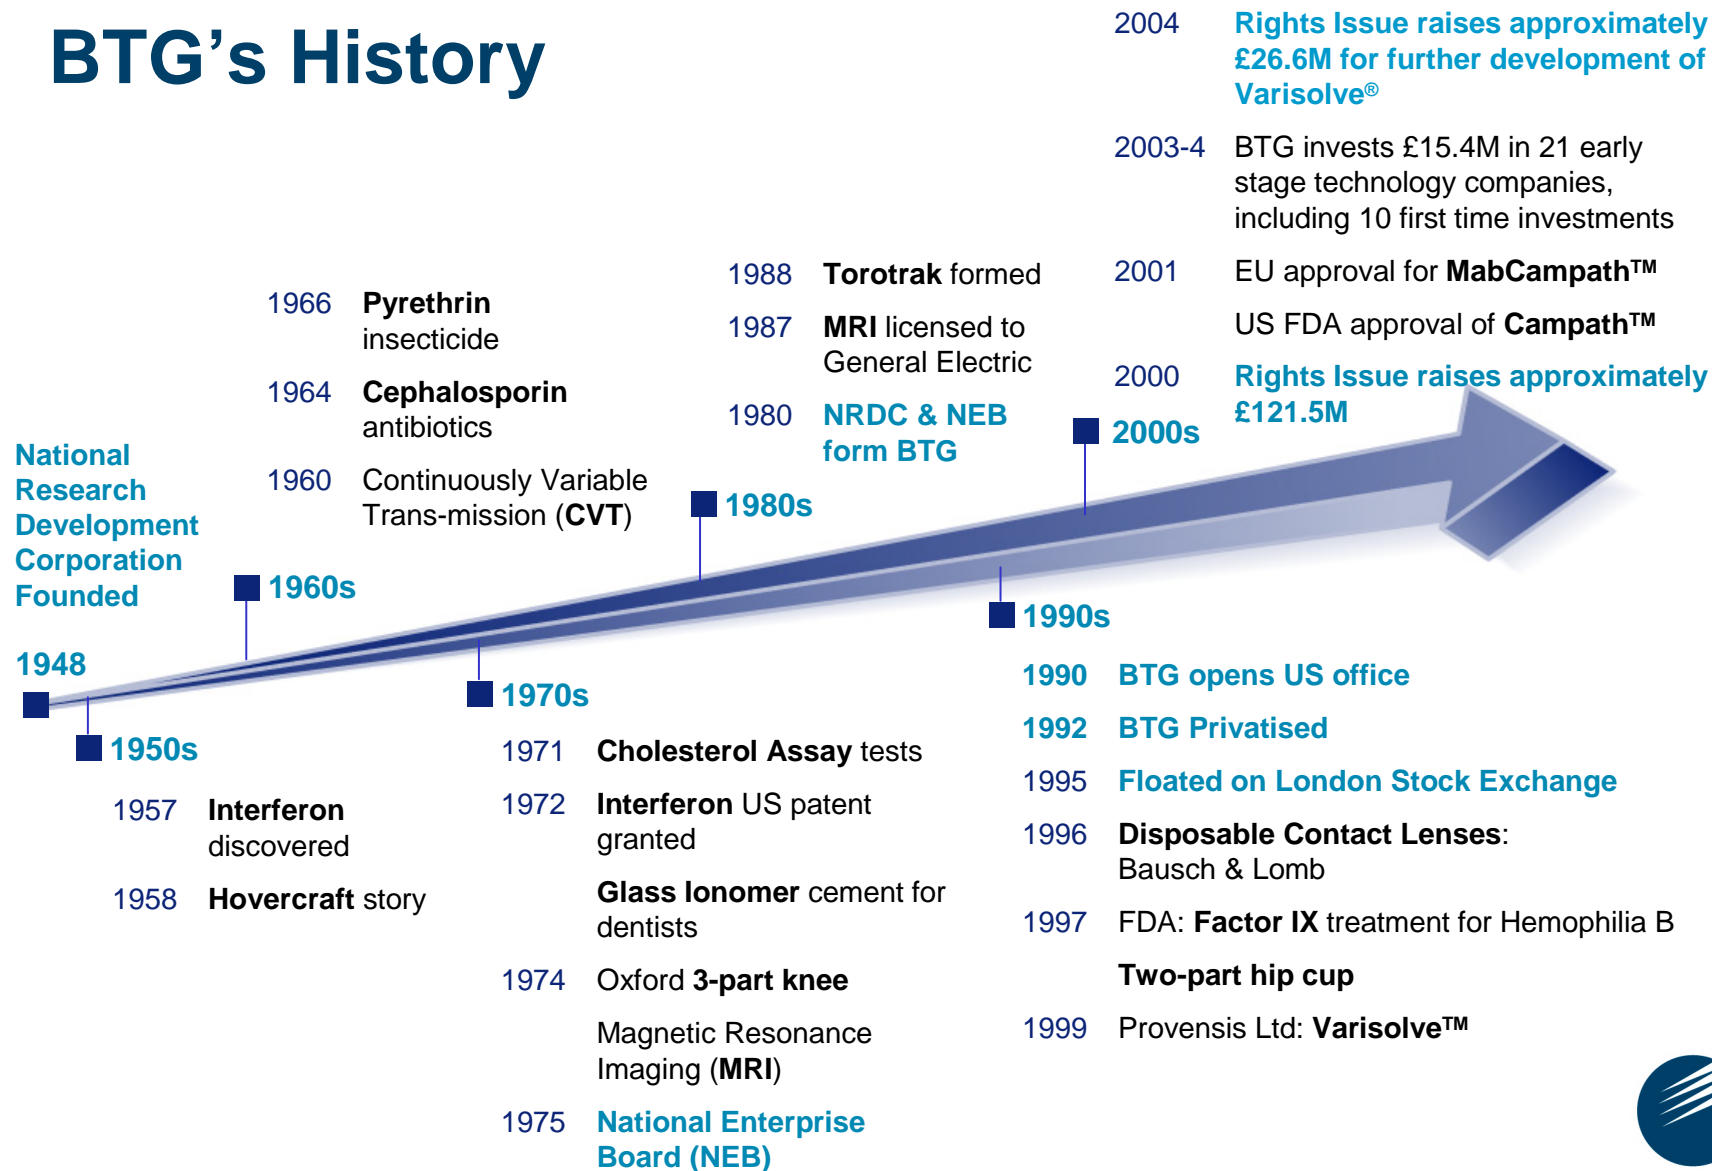 BTG’s History
National
Research
Development
Corporation
Founded
1948
1950s
1957 Interferon
discovered
1958 Hovercraft story
1966 Pyrethrin
insecticide
1964 Cephalosporin
antibiotics
1960 Continuously Variable
Trans-mission (CVT)
1960s
1970s
1971 Cholesterol Assay tests
1972 Interferon US patent
granted
Glass Ionomer cement for
dentists
1974 Oxford 3-part knee
Magnetic Resonance
Imaging (MRI)
1975 National Enterprise
Board (NEB)
1988 Torotrak formed
1987 MRI licensed to
General Electric
1980 NRDC & NEB
form BTG
1980s
1990s
1990 BTG opens US office
1992 BTG Privatised
1995 Floated on London Stock Exchange
1996 Disposable Contact Lenses:
Bausch & Lomb
1997 FDA: Factor IX treatment for Hemophilia B
Two-part hip cup
1999 Provensis Ltd: Varisolve™
2004 Rights Issue raises approximately
£26.6M for further development of
Varisolve®
2003-4 BTG invests £15.4M in 21 early
stage technology companies,
including 10 first time investments
2001 EU approval for MabCampath™
US FDA approval of Campath™
2000 Rights Issue raises approximately
£121.5M
2000s